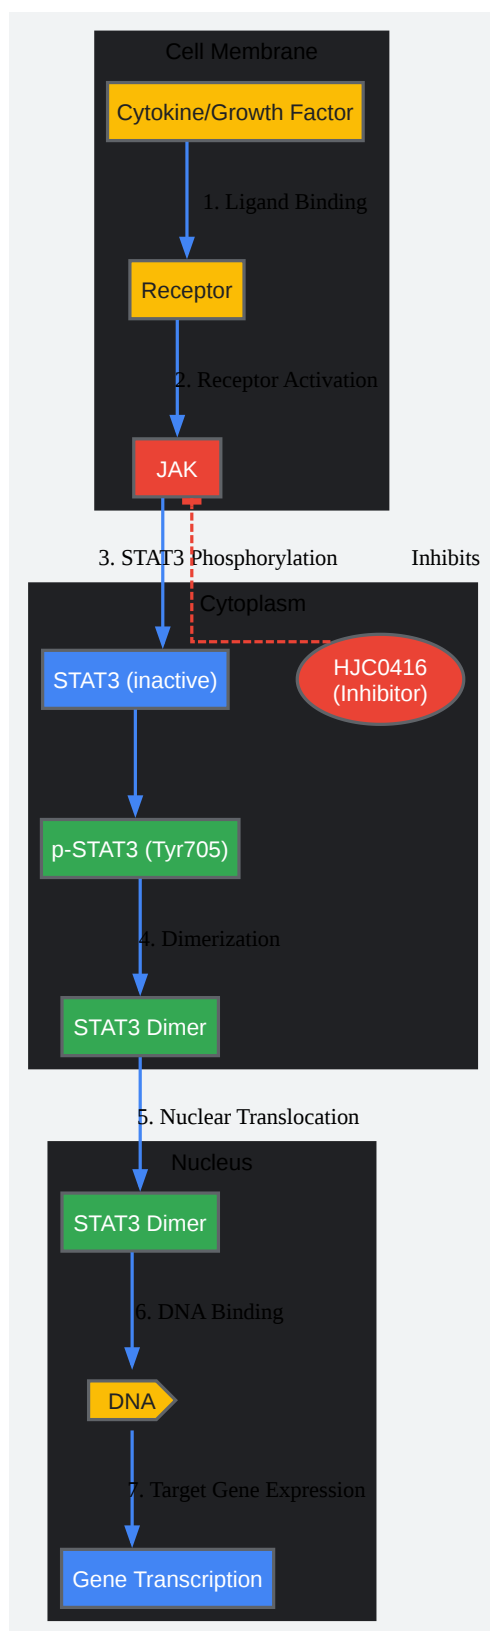 Cell Membrane
Cytokine/Growth Factor
1. Ligand Binding
Receptor
2. Receptor Activation
JAK
3. STAT3 Phosphorylation
Inhibits
Cytoplasm
STAT3 (inactive)
HJC0416
(Inhibitor)
p-STAT3 (Tyr705)
4. Dimerization
STAT3 Dimer
5. Nuclear Translocation
Nucleus
STAT3 Dimer
6. DNA Binding
DNA
7. Target Gene Expression
Gene Transcription